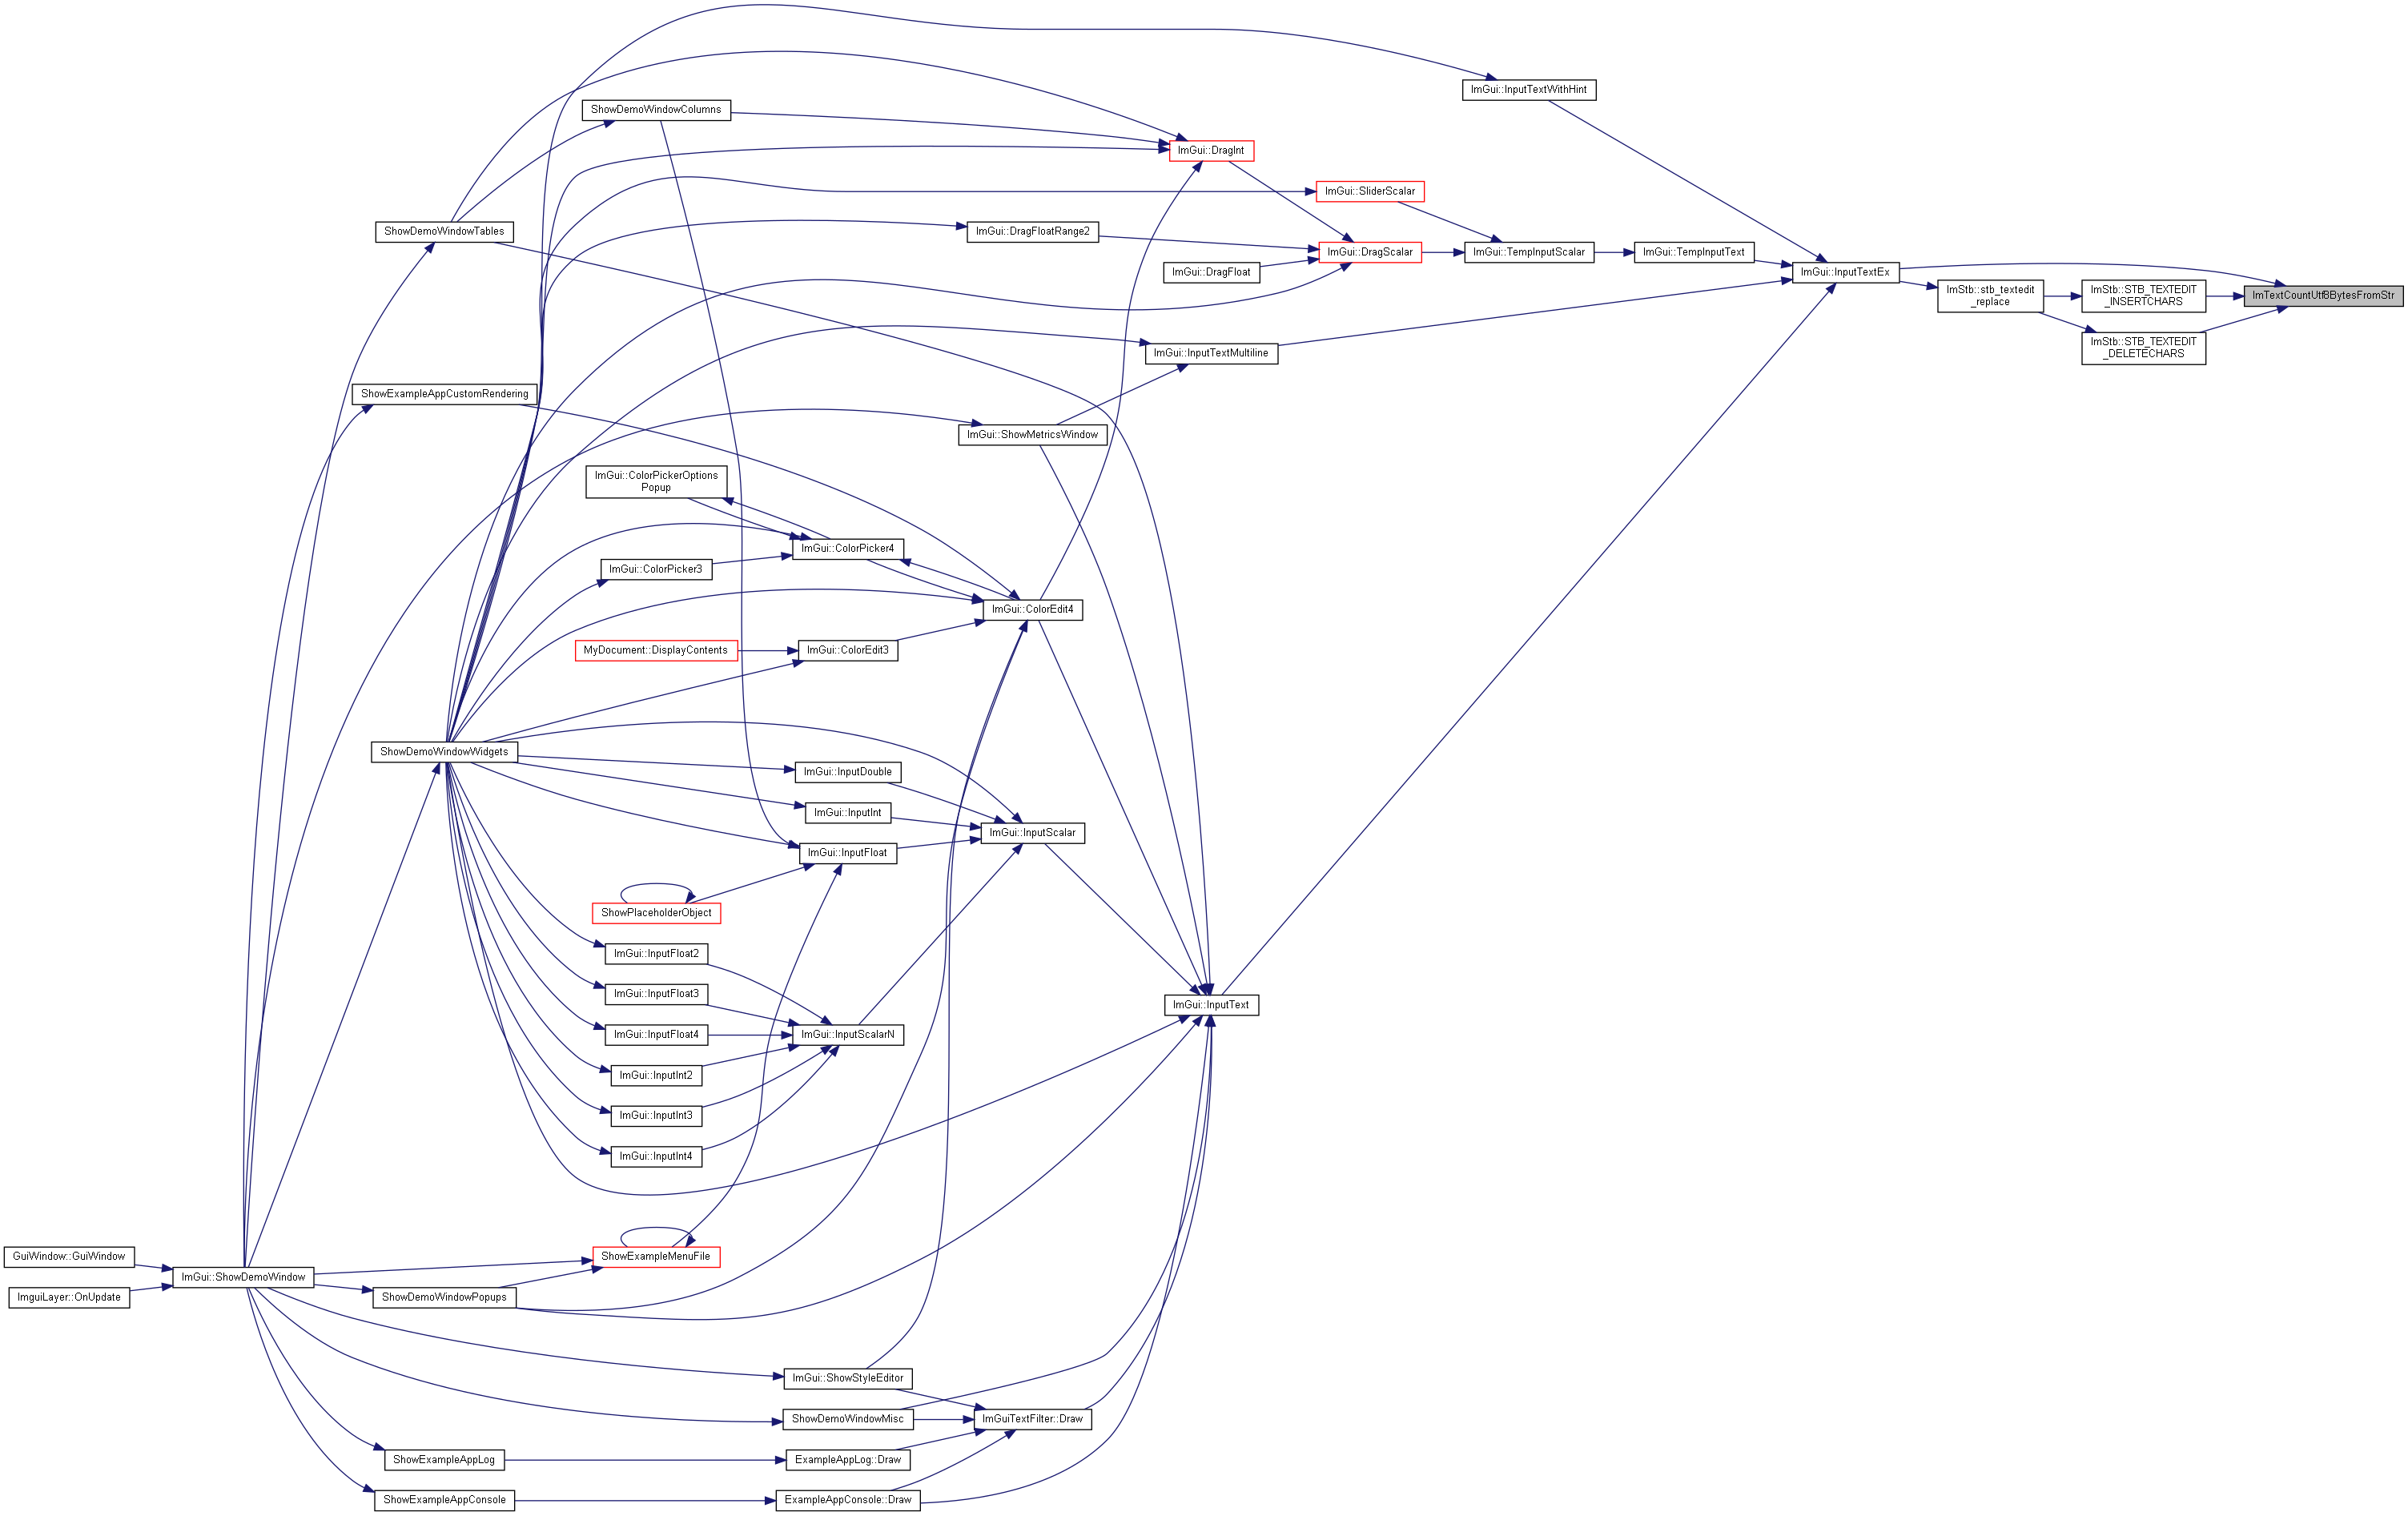 ImGui::InputTextWithHint
ShowDemoWindowColumns
ImGui::DragInt
ImGui::SliderScalar
ShowDemoWindowTables
ImGui::DragFloatRange2
ImGui::DragScalar
ImGui::TempInputScalar
ImGui::TempInputText
ImGui::DragFloat
ImGui::InputTextEx
ImStb::stb_textedit
_replace
ImStb::STB_TEXTEDIT
_INSERTCHARS
ImTextCountUtf8BytesFromStr
ImStb::STB_TEXTEDIT
_DELETECHARS
ImGui::InputTextMultiline
ShowExampleAppCustomRendering
ImGui::ShowMetricsWindow
ImGui::ColorPickerOptions
Popup
ImGui::ColorPicker4
ImGui::ColorPicker3
ImGui::ColorEdit4
MyDocument::DisplayContents
ImGui::ColorEdit3
ShowDemoWindowWidgets
ImGui::InputDouble
ImGui::InputInt
ImGui::InputScalar
ImGui::InputFloat
ShowPlaceholderObject
ImGui::InputFloat2
ImGui::InputFloat3
ImGui::InputText
ImGui::InputFloat4
ImGui::InputScalarN
ImGui::InputInt2
ImGui::InputInt3
ImGui::InputInt4
GuiWindow::GuiWindow
ShowExampleMenuFile
ImGui::ShowDemoWindow
ImguiLayer::OnUpdate
ShowDemoWindowPopups
ImGui::ShowStyleEditor
ShowDemoWindowMisc
ImGuiTextFilter::Draw
ShowExampleAppLog
ExampleAppLog::Draw
ShowExampleAppConsole
ExampleAppConsole::Draw